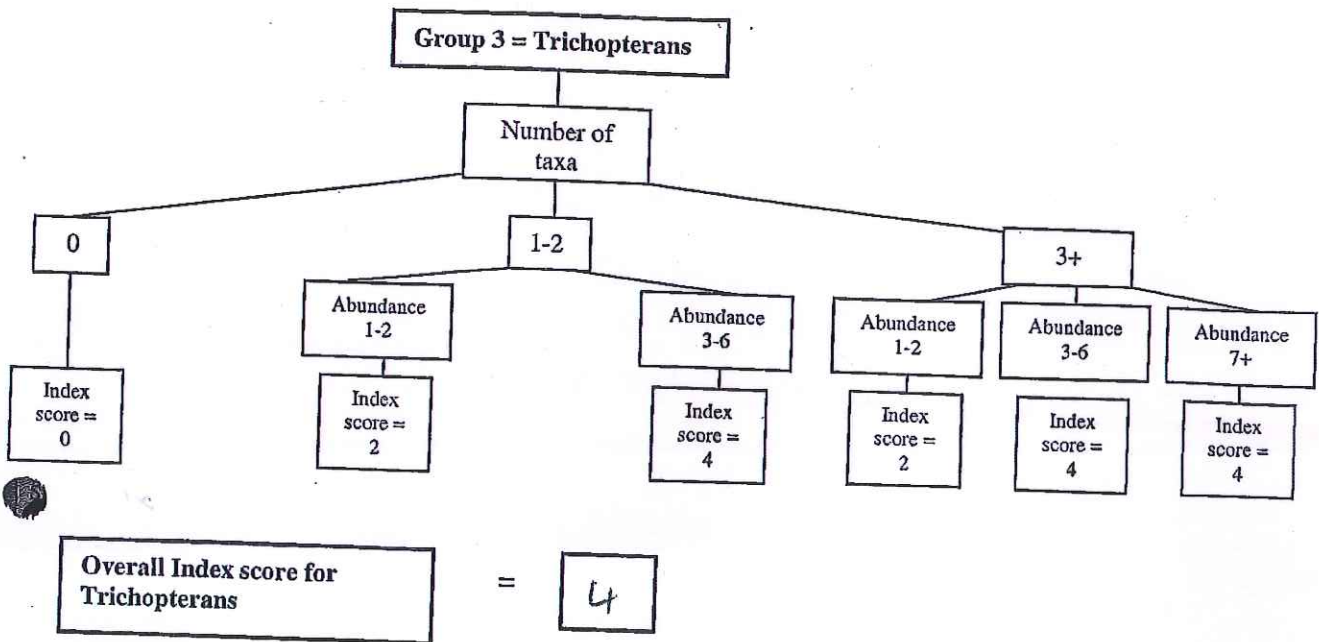 Group 3 = Trichopterans
Number of
taxa
0
1-2
3+
Abundance
1-2
Abundance
3-6
Abundance
1-2
Abundance
3-6
Abundance
7+
Index
score =
0
Index
score =
2
Index
score =
4
Index
score =
2
Index
score =
4
Index
score =
4
Overall Index score for
Trichopterans
=
4